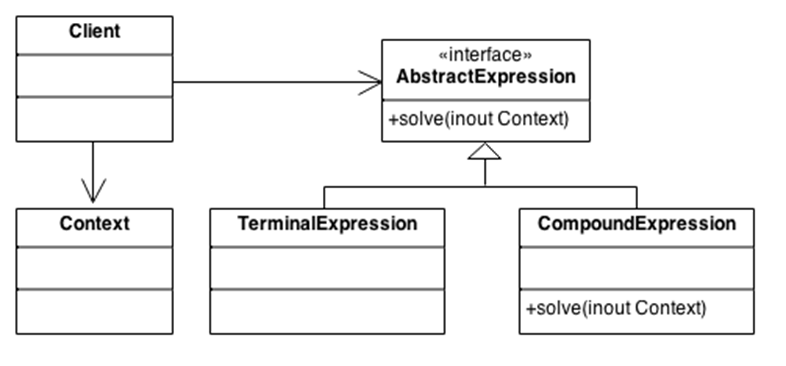 Client
«interface»
AbstractExpression
+solve(inout Context)
Context
TerminalExpression
CompoundExpression
+solve(inout Context)